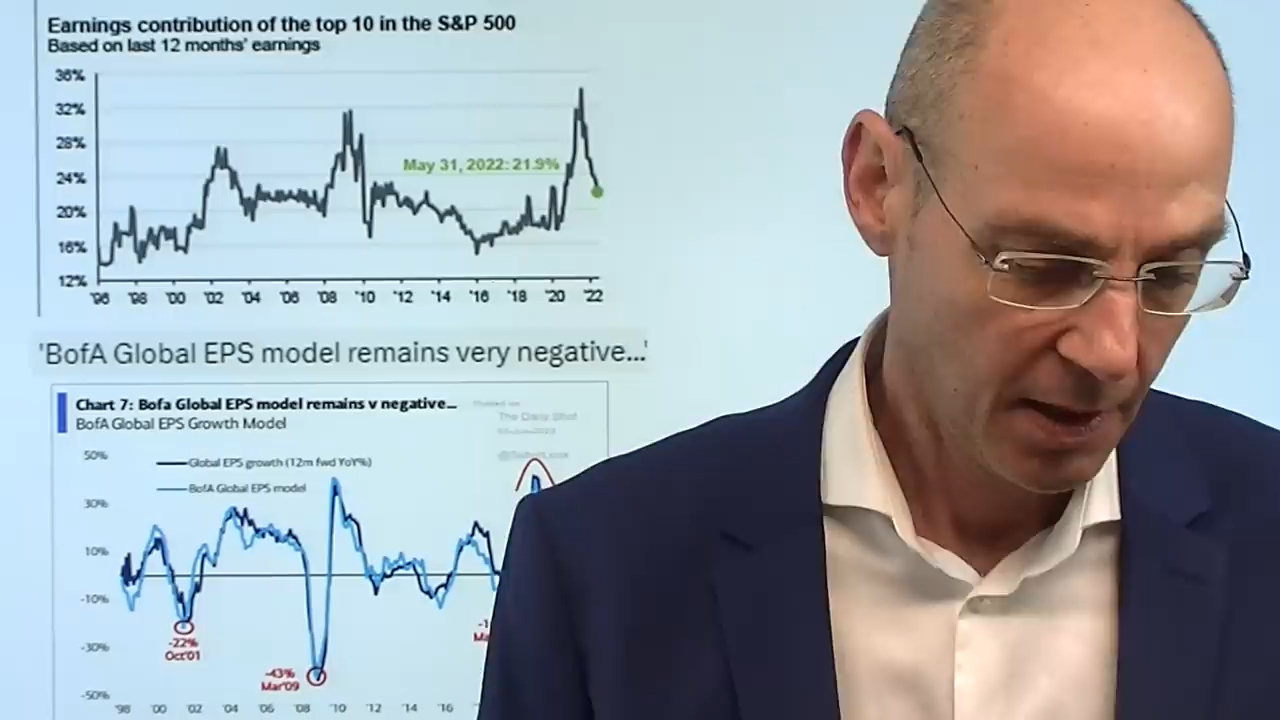 Earnings contribution of the top 10 in the S&P 500
Based on last 12 months' earnings
36%
32%
28%
24%
20%
16%
12%
May 31, 2022: 21.9%
'96 '98 '00 '02 '04 '06 '08 '10 '12 '14 '16 '18 '20 '22
'BofA Global EPS model remains very negative...'
Chart 7: Bofa Global EPS model remains v negative...
BofA Global EPS Growth Model
Posted on
The Daily Shot
Global EPS growth (12m fwd YoY%)
BofA Global EPS model
50%
30%
10%
-10%
-30%
-50%
-22%
Oct'01
-43%
Mar'09
-1
Ma
'98 '00 '02 '04 '06 '08 '10 '12 '14 '16